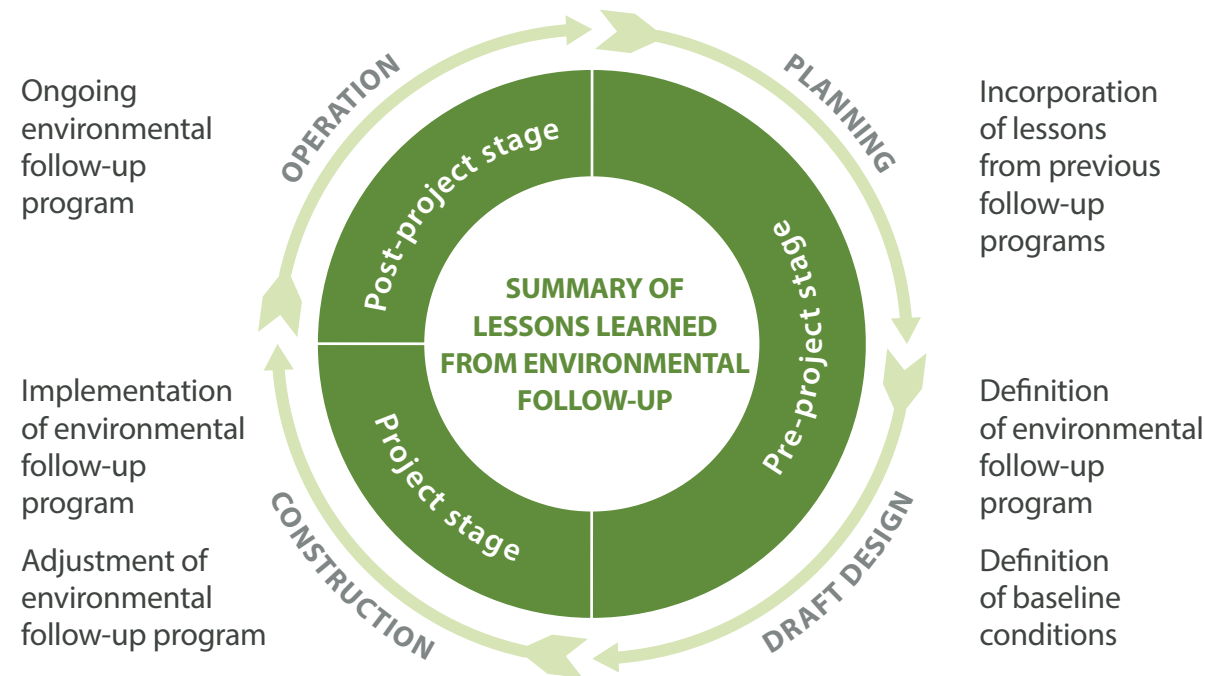 OPERATION
PLANNING
Ongoing
environmental
follow-up
program
Incorporation
of lessons
from previous
follow-up
programs
Post-project stage
Pre-project stage
SUMMARY OF
LESSONS LEARNED
FROM ENVIRONMENTAL
FOLLOW-UP
Project stage
Implementation
of environmental
follow-up
program
Adjustment of
environmental
follow-up program
Definition
of environmental
follow-up
program
Definition
of baseline
conditions
CONSTRUCTION
DRAFT DESIGN